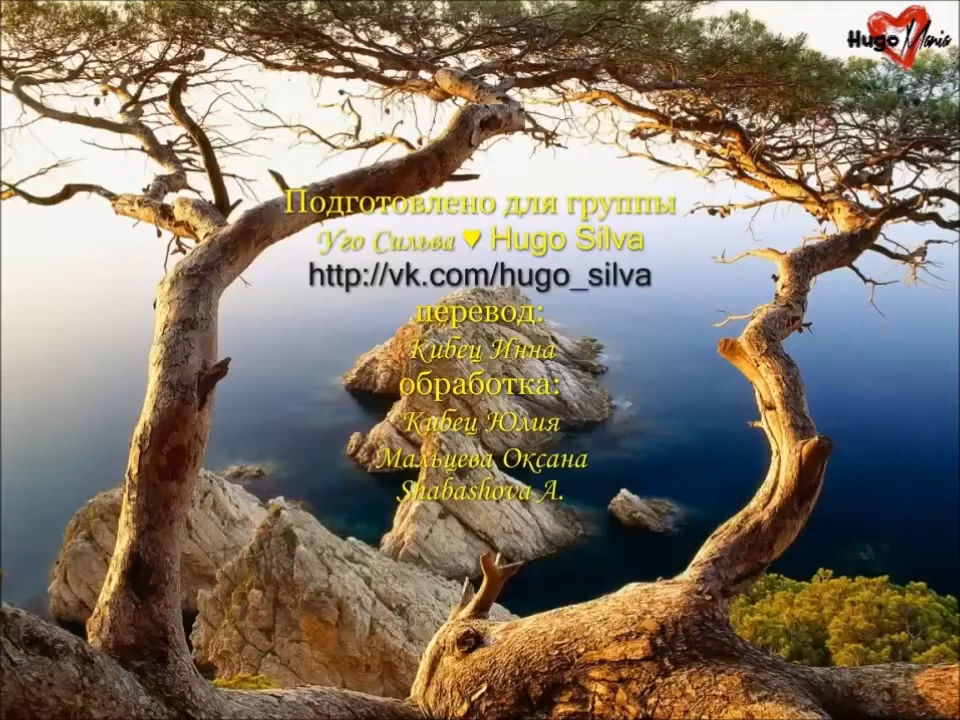 Hugo Mania
Подготовлено для группы
Уго Сильва ♥ Hugo Silva
http://vk.com/hugo_silva
перевод:
Кибец Инна
обработка:
Кибец Юлия
Мальцева Оксана
Shabashova A.